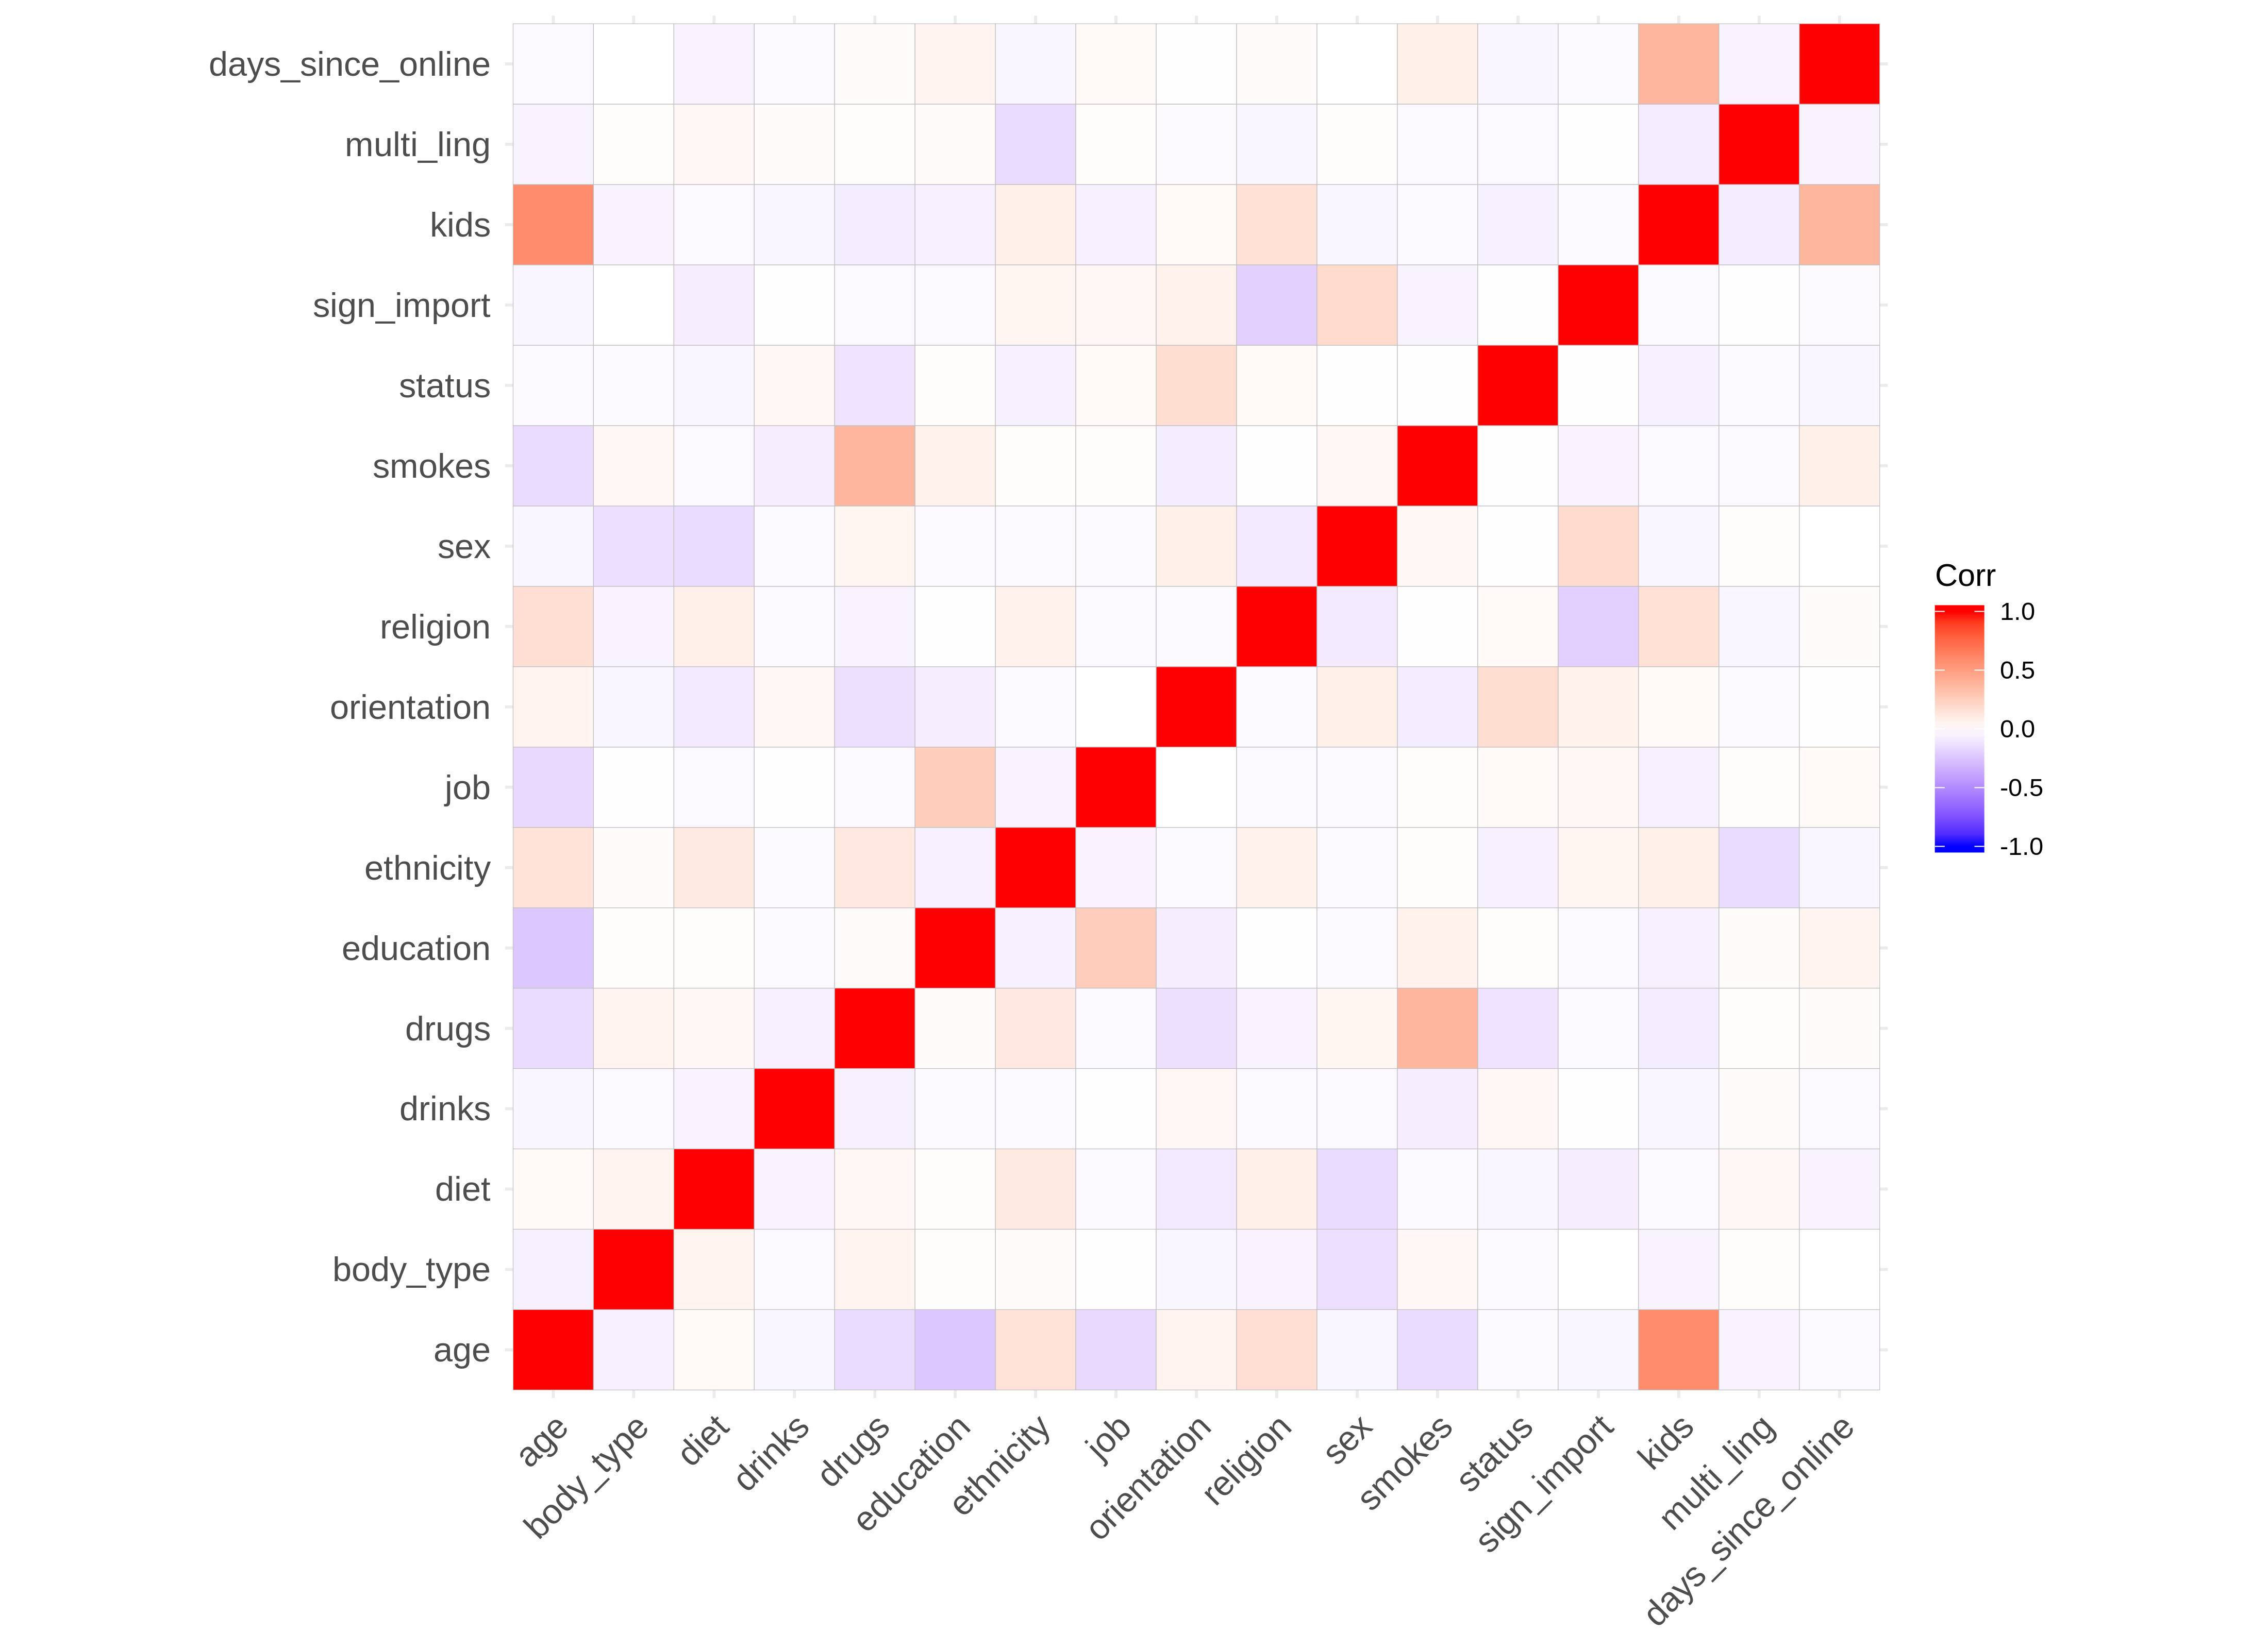 days_since_online
multi_ling
kids
sign_import
status
smokes
sex
religion
orientation
job
ethnicity
education
drugs
drinks
diet
body_type
age
age
body_type
diet
drinks
drugs
education
ethnicity
job
orientation
religion
sex
smokes
status
sign_import
kids
multi_ling
days_since_online
Corr
1.0
0.5
0.0
-0.5
-1.0